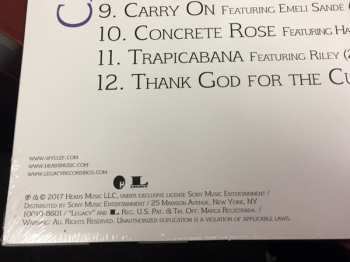 9. Carry On Featuring Emeli Sandé
10. Concrete Rose Featuring Ha
11. Trapicabana Featuring Riley (
12. Thank God for the Cu
www.wyclef.com
www.headsmusic.com
www.legacyrecordings.com
℗ & © 2017 Heads Music LLC, under exclusive license Sony Music Entertainment /
Distributed by Sony Music Entertainment / 25 Madison Avenue, New York, NY
10010-8601 / "Legacy" and L Reg. U.S. Pat. & Tm. Off. Marca Registrada. /
Warning: All Rights Reserved. Unauthorized duplication is a violation of applicable laws.